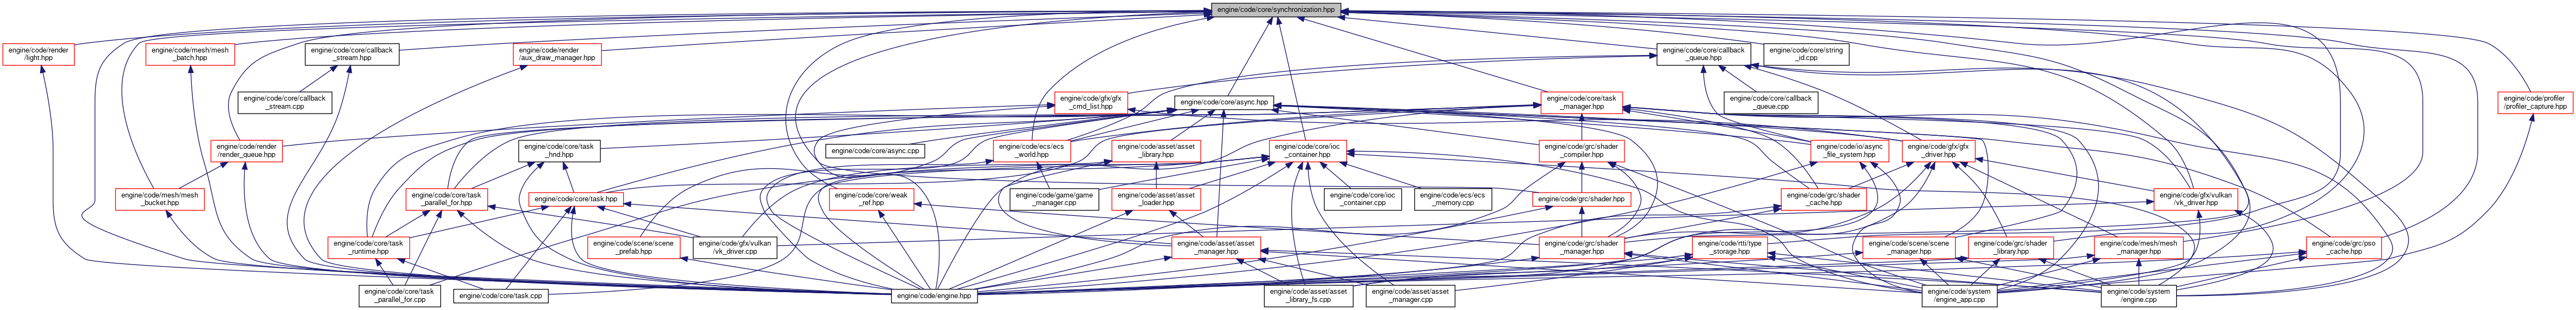 engine/code/core/synchronization.hpp
engine/code/render
/light.hpp
engine/code/mesh/mesh
_batch.hpp
engine/code/core/callback
_stream.hpp
engine/code/render
/aux_draw_manager.hpp
engine/code/core/callback
_queue.hpp
engine/code/core/string
_id.cpp
engine/code/core/callback
_stream.cpp
engine/code/gfx/gfx
_cmd_list.hpp
engine/code/core/async.hpp
engine/code/core/task
_manager.hpp
engine/code/core/callback
_queue.cpp
engine/code/profiler
/profiler_capture.hpp
engine/code/render
/render_queue.hpp
engine/code/core/task
_hnd.hpp
engine/code/core/async.cpp
engine/code/ecs/ecs
_world.hpp
engine/code/asset/asset
_library.hpp
engine/code/core/ioc
_container.hpp
engine/code/grc/shader
_compiler.hpp
engine/code/io/async
_file_system.hpp
engine/code/gfx/gfx
_driver.hpp
engine/code/mesh/mesh
_bucket.hpp
engine/code/core/task
_parallel_for.hpp
engine/code/core/task.hpp
engine/code/core/weak
_ref.hpp
engine/code/game/game
_manager.cpp
engine/code/asset/asset
_loader.hpp
engine/code/core/ioc
_container.cpp
engine/code/ecs/ecs
_memory.cpp
engine/code/grc/shader.hpp
engine/code/grc/shader
_cache.hpp
engine/code/gfx/vulkan
/vk_driver.hpp
engine/code/core/task
_runtime.hpp
engine/code/scene/scene
_prefab.hpp
engine/code/gfx/vulkan
/vk_driver.cpp
engine/code/asset/asset
_manager.hpp
engine/code/grc/shader
_manager.hpp
engine/code/rtti/type
_storage.hpp
engine/code/scene/scene
_manager.hpp
engine/code/grc/shader
_library.hpp
engine/code/mesh/mesh
_manager.hpp
engine/code/grc/pso
_cache.hpp
engine/code/core/task
_parallel_for.cpp
engine/code/core/task.cpp
engine/code/engine.hpp
engine/code/asset/asset
_library_fs.cpp
engine/code/asset/asset
_manager.cpp
engine/code/system
/engine_app.cpp
engine/code/system
/engine.cpp